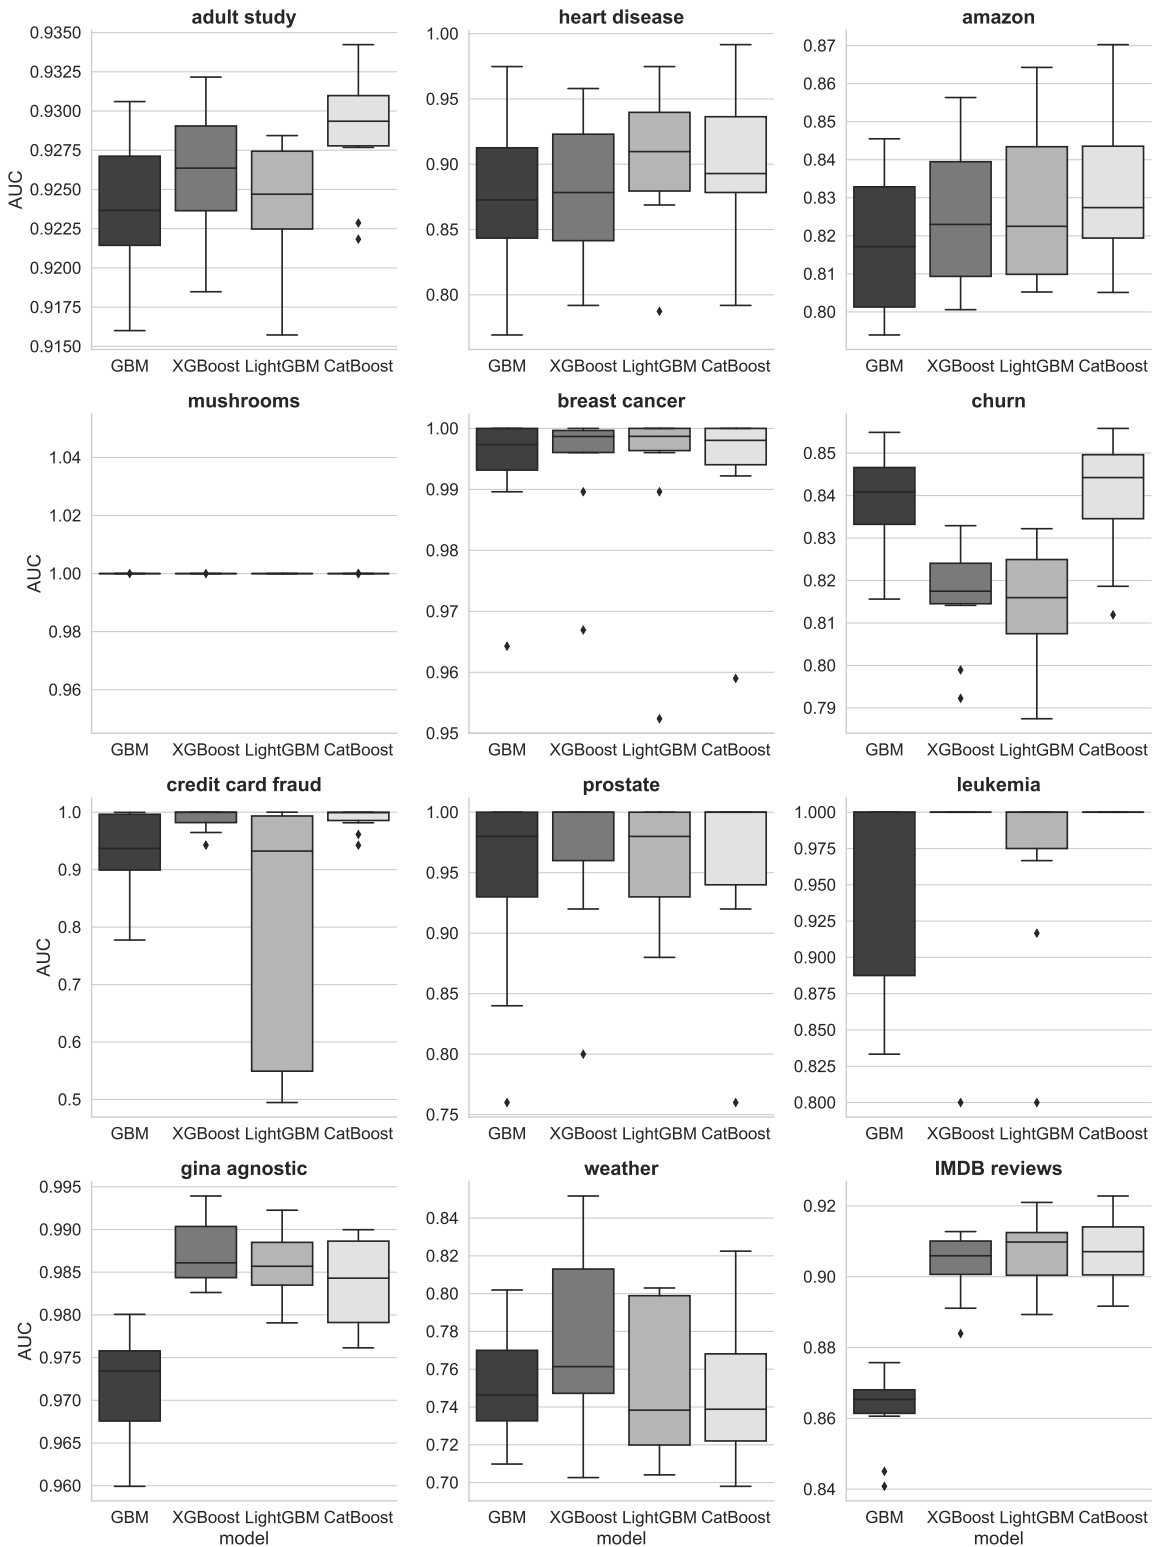 adult study
0.9350
0.9325
0.9300
0.9275
0.9250
0.9225
0.9200
0.9175
0.9150
AUC
GBM XGBoost LightGBM CatBoost
heart disease
1.00
0.95
0.90
0.85
0.80
GBM XGBoost LightGBM CatBoost
amazon
0.87
0.86
0.85
0.84
0.83
0.82
0.81
0.80
GBM XGBoost LightGBM CatBoost
mushrooms
1.04
1.02
1.00
0.98
0.96
AUC
GBM XGBoost LightGBM CatBoost
breast cancer
1.00
0.99
0.98
0.97
0.96
0.95
GBM XGBoost LightGBM CatBoost
churn
0.85
0.84
0.83
0.82
0.81
0.80
0.79
GBM XGBoost LightGBM CatBoost
credit card fraud
1.0
0.9
0.8
0.7
0.6
0.5
AUC
GBM XGBoost LightGBM CatBoost
prostate
1.00
0.95
0.90
0.85
0.80
0.75
GBM XGBoost LightGBM CatBoost
leukemia
1.000
0.975
0.950
0.925
0.900
0.875
0.850
0.825
0.800
GBM XGBoost LightGBM CatBoost
gina agnostic
0.995
0.990
0.985
0.980
0.975
0.970
0.965
0.960
AUC
GBM XGBoost LightGBM CatBoost
model
weather
0.84
0.82
0.80
0.78
0.76
0.74
0.72
0.70
GBM XGBoost LightGBM CatBoost
model
IMDB reviews
0.92
0.90
0.88
0.86
0.84
GBM XGBoost LightGBM CatBoost
model